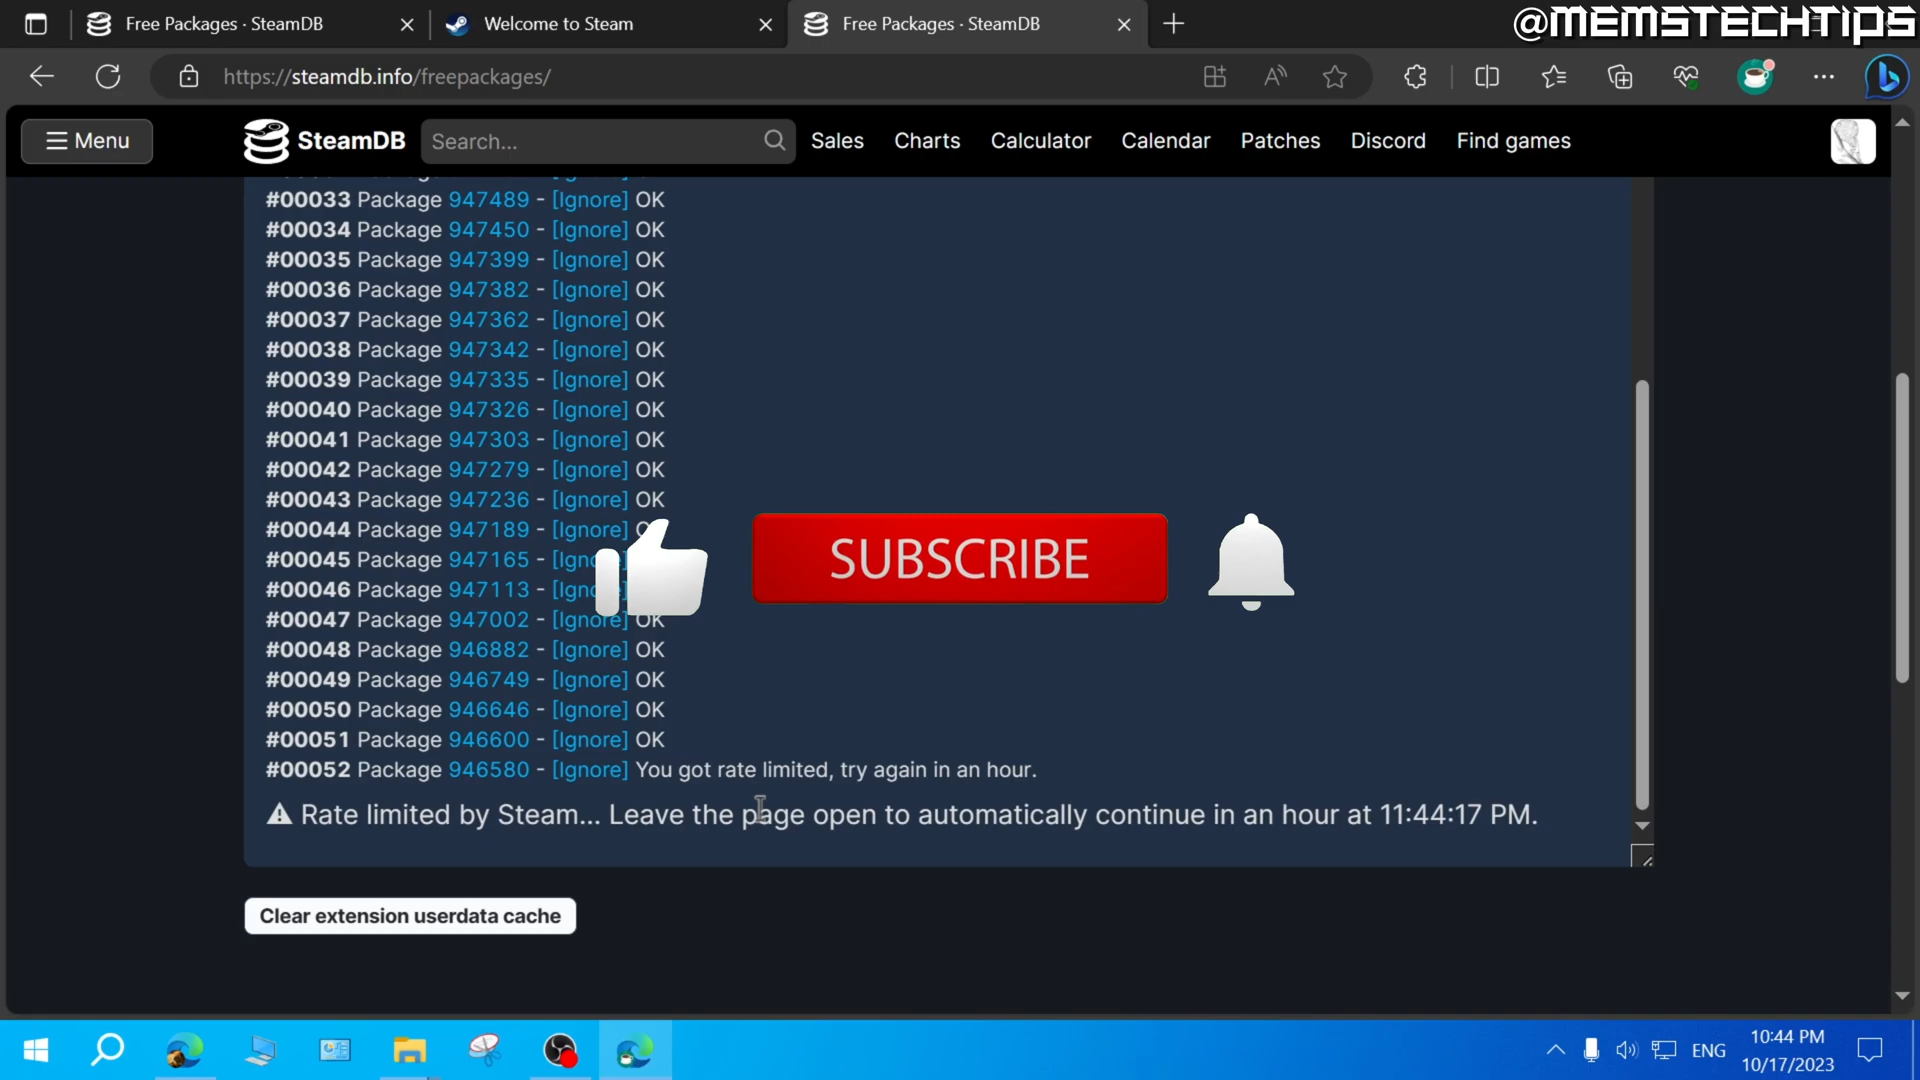 Free Packages · SteamDB
Welcome to Steam
Free Packages · SteamDB
@MEMSTECHTIPS
https://steamdb.info/freepackages/
Menu
SteamDB
Search...
Sales
Charts
Calculator
Calendar
Patches
Discord
Find games
#00033 Package 947489 - [Ignore] OK
#00034 Package 947450 - [Ignore] OK
#00035 Package 947399 - [Ignore] OK
#00036 Package 947382 - [Ignore] OK
#00037 Package 947362 - [Ignore] OK
#00038 Package 947342 - [Ignore] OK
#00039 Package 947335 - [Ignore] OK
#00040 Package 947326 - [Ignore] OK
#00041 Package 947303 - [Ignore] OK
#00042 Package 947279 - [Ignore] OK
#00043 Package 947236 - [Ignore] OK
#00044 Package 947189 - [Ignore]
#00045 Package 947165 -
#00046 Package 947113 -
#00047 Package 947002 - [Ignore] OK
#00048 Package 946882 - [Ignore] OK
#00049 Package 946749 - [Ignore] OK
#00050 Package 946646 - [Ignore] OK
#00051 Package 946600 - [Ignore] OK
#00052 Package 946580 - [Ignore] You got rate limited, try again in an hour.
SUBSCRIBE
Rate limited by Steam... Leave the page open to automatically continue in an hour at 11:44:17 PM.
Clear extension userdata cache
ENG
10:44 PM
10/17/2023